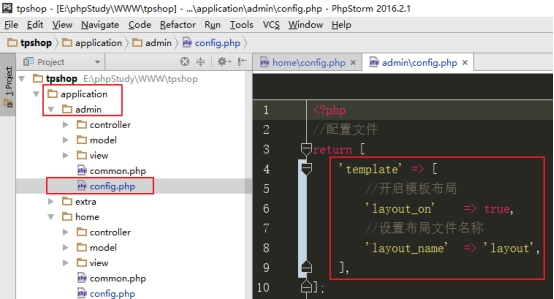 tpshop - [E:\phpStudy\WWW\tpshop] - ...\application\admin\config.php - PhpStorm 2016.2.1
File Edit View Navigate Code Refactor Run Tools VCS Window Help
tpshop application admin config.php
1: Project
Project
home\config.php admin\config.php
tpshop E:\phpStudy\WWW\tpshop
application
admin
controller
model
view
common.php
config.php
extra
home
controller
model
view
common.php
config.php
1 <?php
2 //配置文件
3 return [
4 'template' => [
5 //开启模板布局
6 'layout_on' => true,
7 //设置布局文件名称
8 'layout_name' => 'layout',
9 ],
10 ];